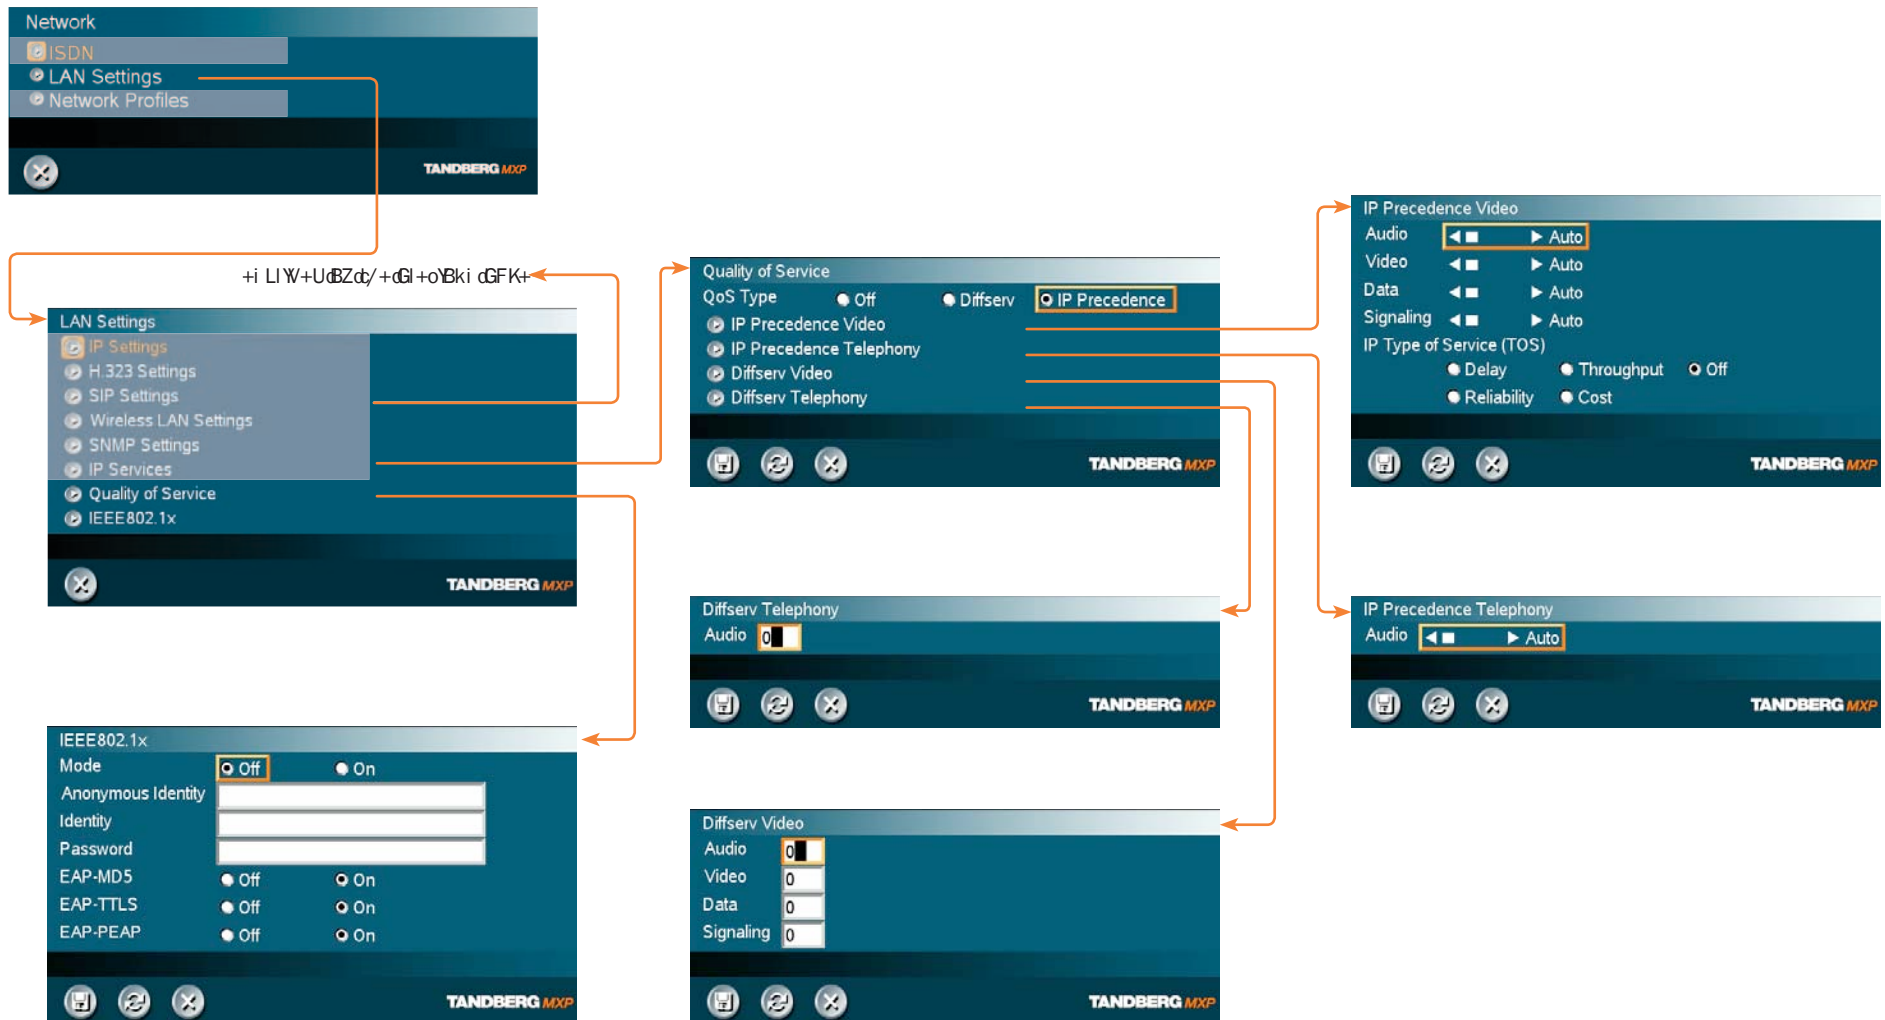 Network
ISDN
LAN Settings
Network Profiles
TANDBERG MXP
+i LI W+UdBZdc/+dGI+oYBki dGFK+
LAN Settings
IP Settings
H.323 Settings
SIP Settings
Wireless LAN Settings
SNMP Settings
IP Services
Quality of Service
IEEE802.1x
TANDBERG MXP
IEEE802.1x
Mode Off On
Anonymous Identity
Identity
Password
EAP-MD5 Off On
EAP-TTLS Off On
EAP-PEAP Off On
TANDBERG MXP
Quality of Service
QoS Type Off Diffserv IP Precedence
IP Precedence Video
IP Precedence Telephony
Diffserv Video
Diffserv Telephony
TANDBERG MXP
Diffserv Telephony
Audio 0
TANDBERG MXP
Diffserv Video
Audio 0
Video 0
Data 0
Signaling 0
TANDBERG MXP
IP Precedence Video
Audio Auto
Video Auto
Data Auto
Signaling Auto
IP Type of Service (TOS)
Delay Throughput Off
Reliability Cost
TANDBERG MXP
IP Precedence Telephony
Audio Auto
TANDBERG MXP